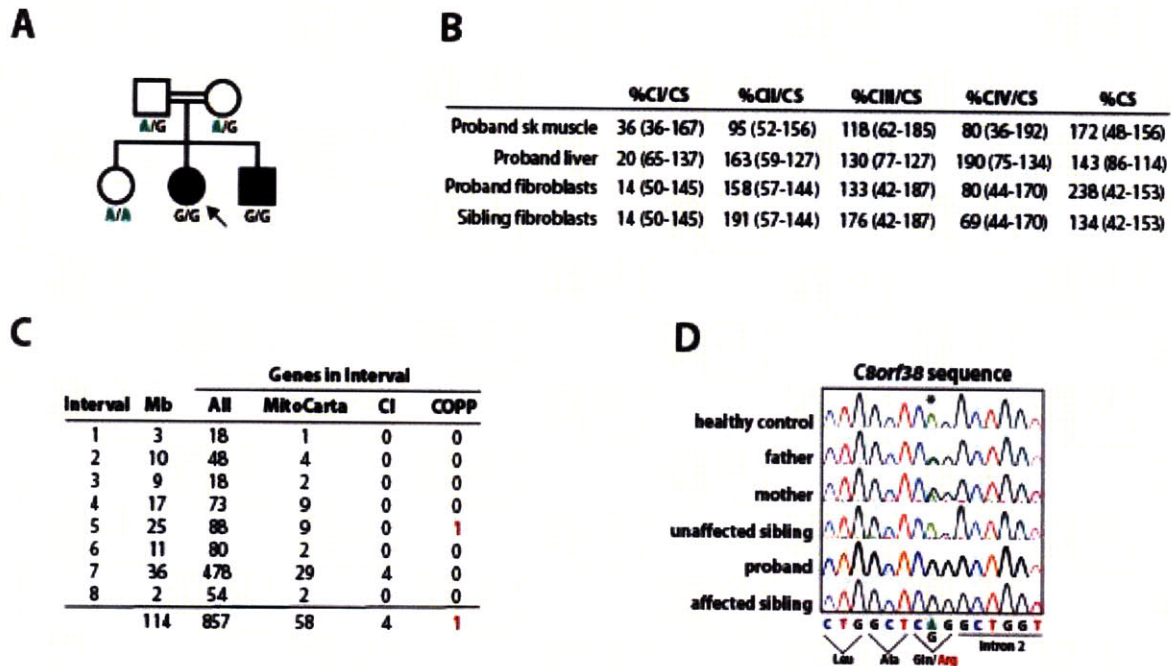 A
A/G A/G
A/A G/G G/G
B
%CI/CS %CII/CS %CIII/CS %CIV/CS %CS
Proband sk muscle 36 (36-167) 95 (52-156) 118 (62-185) 80 (36-192) 172 (48-156)
Proband liver 20 (65-137) 163 (59-127) 130 (77-127) 190 (75-134) 143 (86-114)
Proband fibroblasts 14 (50-145) 158 (57-144) 133 (42-187) 80 (44-170) 238 (42-153)
Sibling fibroblasts 14 (50-145) 191 (57-144) 176 (42-187) 69 (44-170) 134 (42-153)
C
Genes in Interval
Interval Mb All MitoCarta CI COPP
1 3 18 1 0 0
2 10 48 4 0 0
3 9 18 2 0 0
4 17 73 9 0 0
5 25 88 9 0 1
6 11 80 2 0 0
7 36 478 29 4 0
8 2 54 2 0 0
114 857 58 4 1
D
C8orf38 sequence
*
healthy control
father
mother
unaffected sibling
proband
affected sibling
C T G G C T C A G G C T G G T
G
Leu Ala Gln/Arg Intron 2